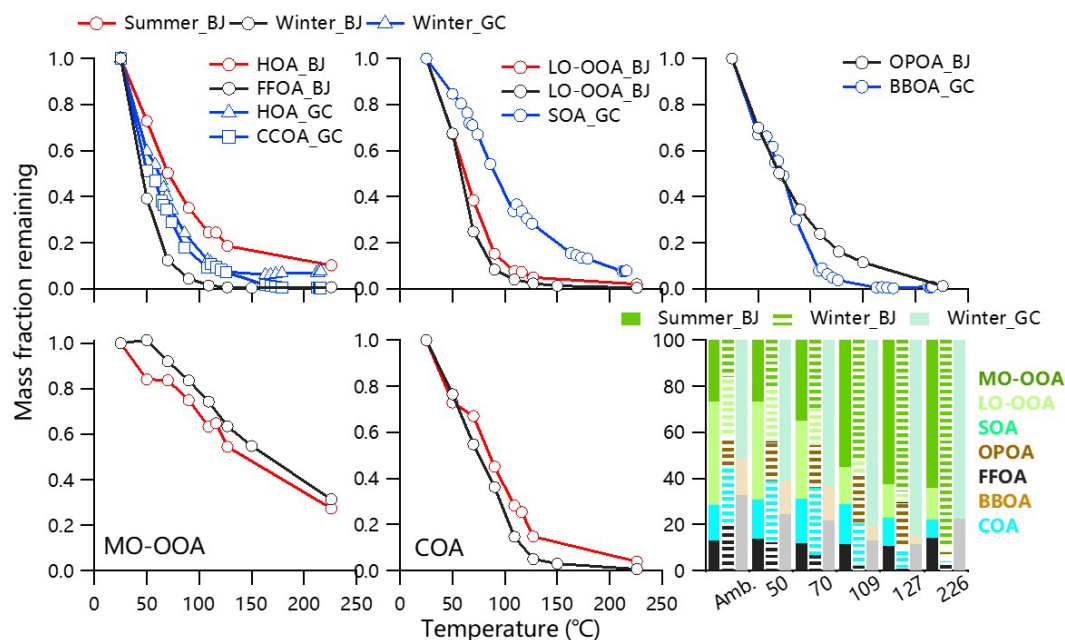 Summer_BJ Winter_BJ Winter_GC
1.0
0.8
0.6
0.4
0.2
0.0
HOA_BJ
FFOA_BJ
HOA_GC
CCOA_GC
1.0
0.8
0.6
0.4
0.2
0.0
LO-OOA_BJ
LO-OOA_BJ
SOA_GC
1.0
0.8
0.6
0.4
0.2
0.0
OPOA_BJ
BBOA_GC
Mass fraction remaining
1.0
0.8
0.6
0.4
0.2
0.0
MO-OOA
0 50 100 150 200 250
1.0
0.8
0.6
0.4
0.2
0.0
COA
0 50 100 150 200 250
Summer_BJ Winter_BJ Winter_GC
100
80
60
40
20
0
MO-OOA
LO-OOA
SOA
OPOA
FFOA
BBOA
COA
Amb. 50 70 109 127 226
Temperature (℃)